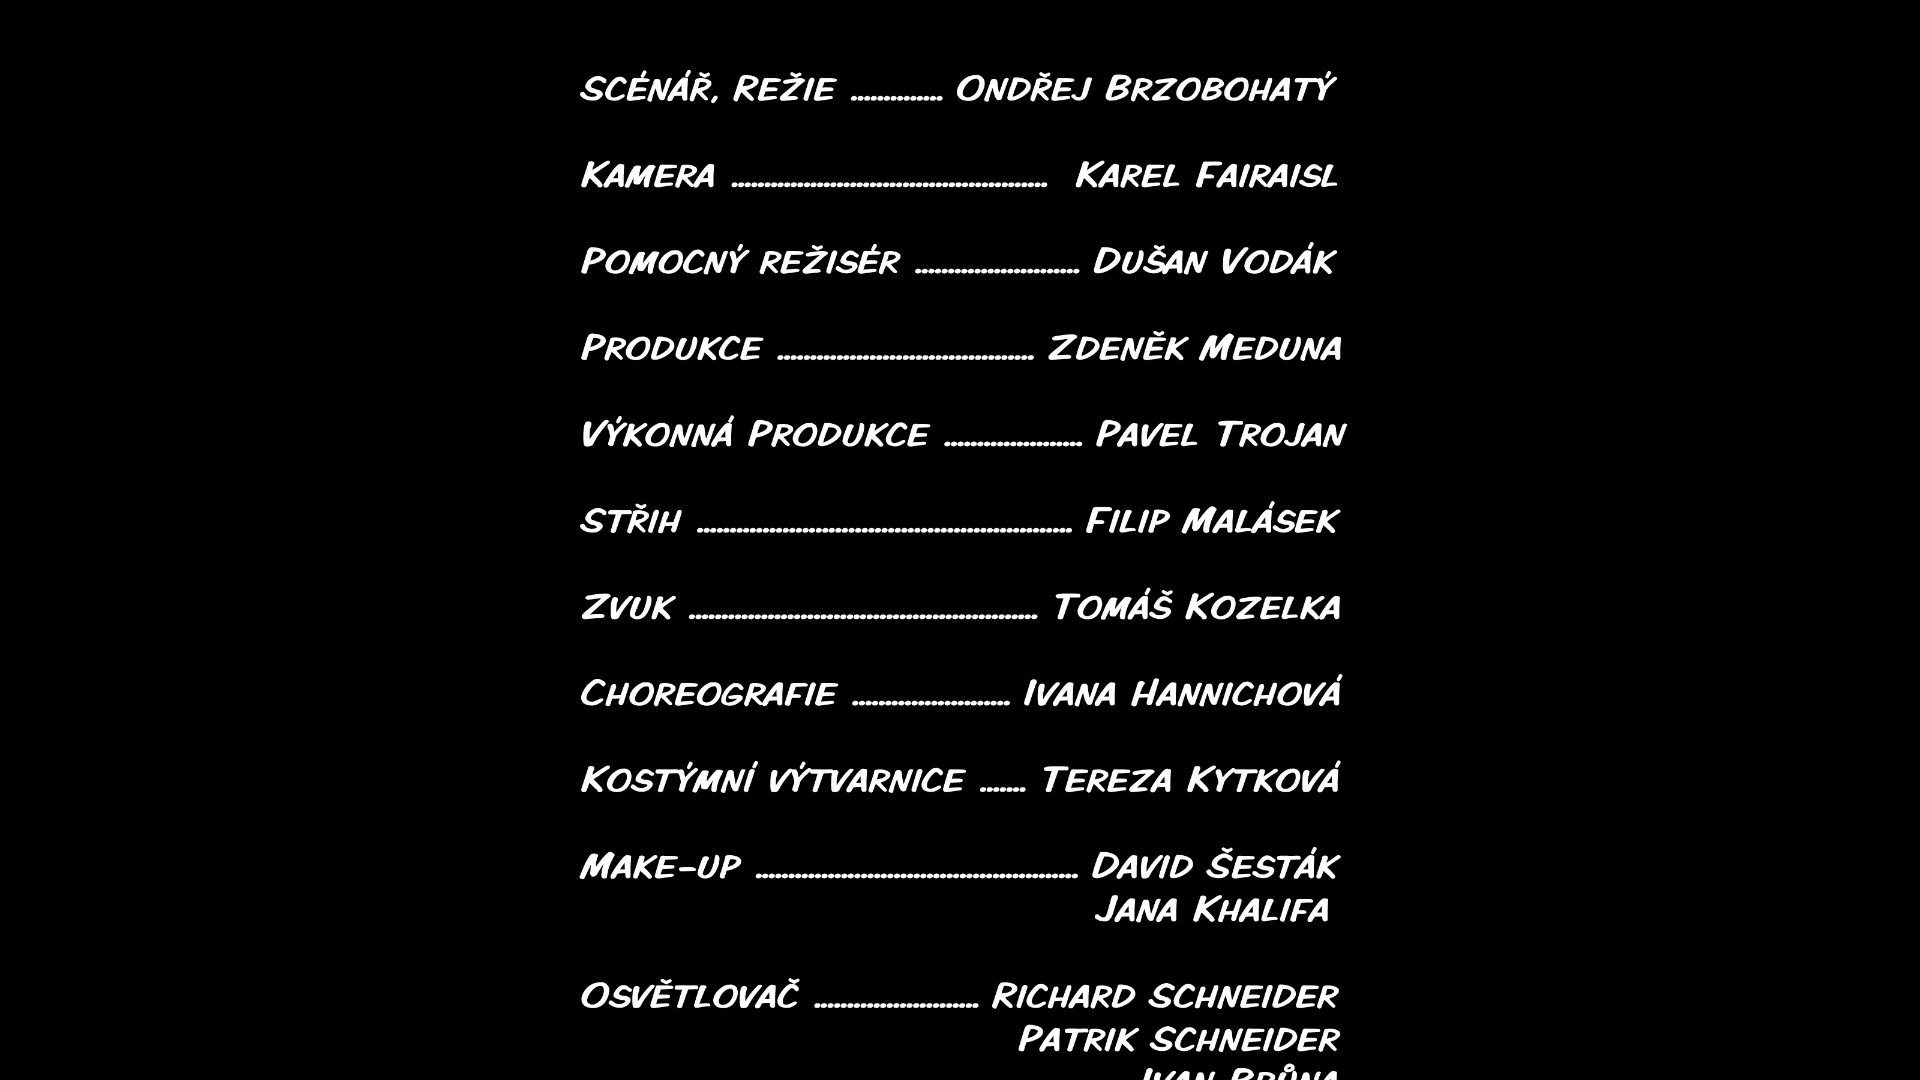 Scénář, Režie .............. Ondřej Brzobohatý
Kamera ................................................ Karel Fairaisl
Pomocný režisér ......................... Dušan Vodák
Produkce ....................................... Zdeněk Meduna
Výkonná Produkce ..................... Pavel Trojan
Střih ......................................................... Filip Malásek
Zvuk ..................................................... Tomáš Kozelka
Choreografie ........................ Ivana Hannichová
Kostýmní výtvarnice ....... Tereza Kytková
Make-up ................................................. David Šesták
Jana Khalifa
Osvětlovač ......................... Richard Schneider
Patrik Schneider
Ivan Brůna